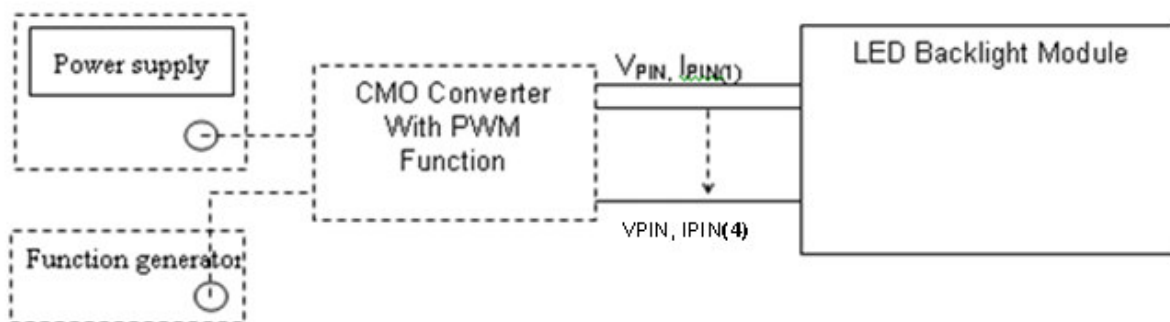 Power supply
CMO Converter
With PWM
Function
VPIN, IPIN(1)
LED Backlight Module
VPIN, IPIN(4)
Function generator